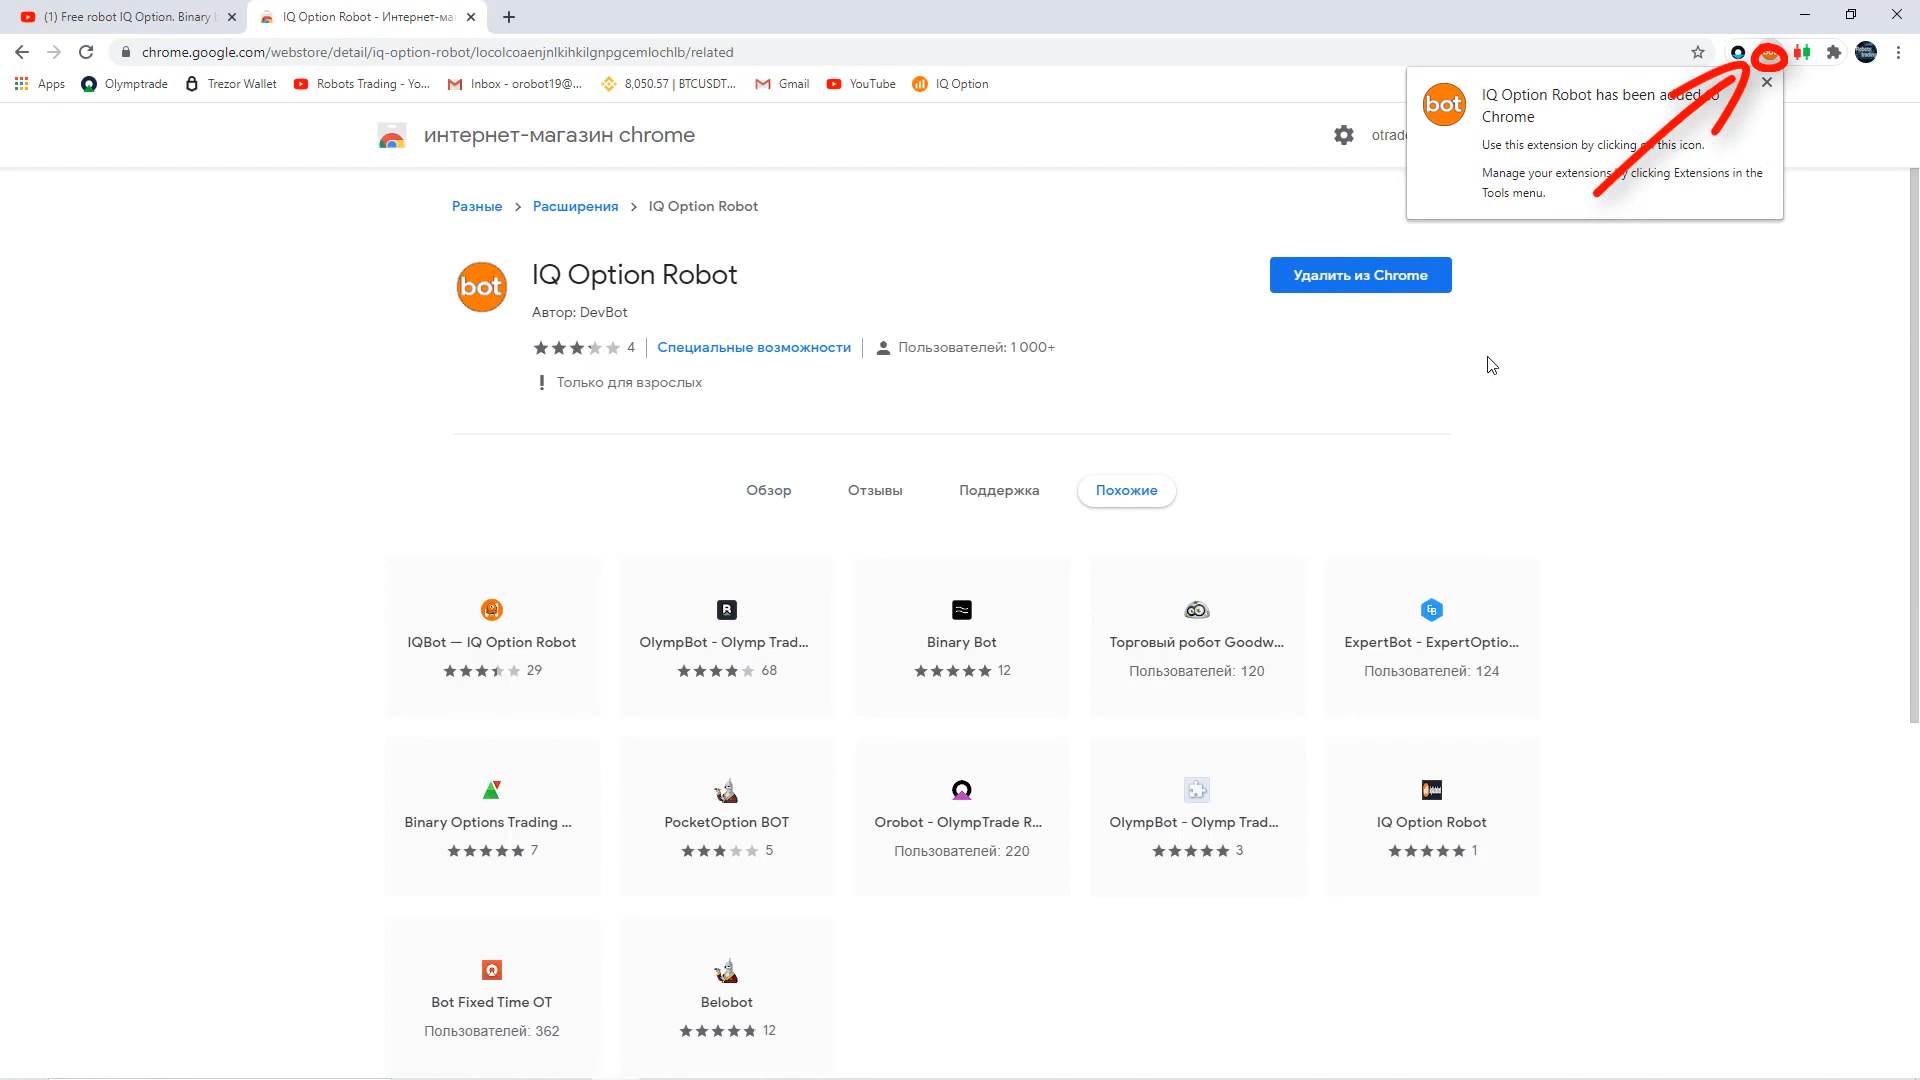 (1) Free robot IQ Option. Binary
IQ Option Robot - Интернет-ма
chrome.google.com/webstore/detail/iq-option-robot/locolcoaenjnlkihkilgnpgcemlochlb/related
Apps Olymptrade Trezor Wallet Robots Trading - Yo... Inbox - orobot19@... 8,050.57 | BTCUSDT... Gmail YouTube IQ Option
bot
IQ Option Robot has been added to
Chrome
Use this extension by clicking on this icon.
Manage your extensions by clicking Extensions in the
Tools menu.
интернет-магазин chrome
otrade
Разные > Расширения > IQ Option Robot
bot
IQ Option Robot
Удалить из Chrome
Автор: DevBot
4 Специальные возможности Пользователей: 1 000+
Только для взрослых
Обзор Отзывы Поддержка Похожие
IQBot — IQ Option Robot
29
OlympBot - Olymp Trad...
68
Binary Bot
12
Торговый робот Goodw...
Пользователей: 120
EB
ExpertBot - ExpertOptio...
Пользователей: 124
Binary Options Trading ...
7
PocketOption BOT
5
Orobot - OlympTrade R...
Пользователей: 220
OlympBot - Olymp Trad...
3
IQ Option Robot
1
Bot Fixed Time OT
Пользователей: 362
Belobot
12